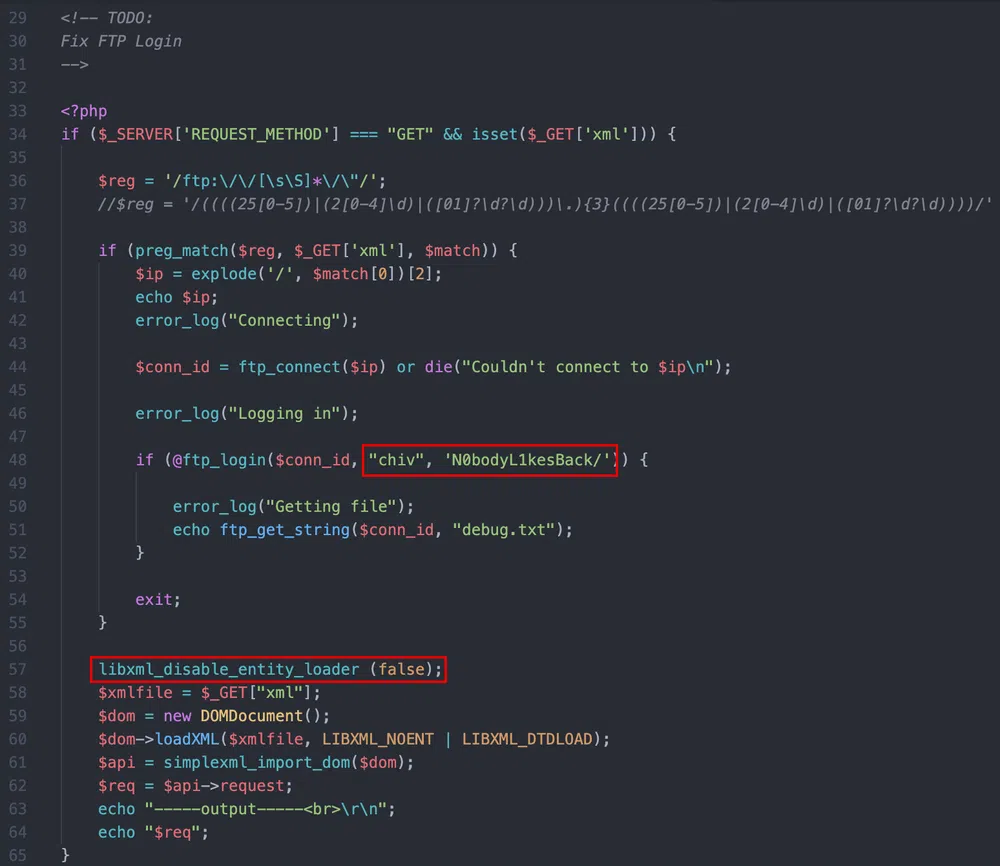 29 <!-- TODO:
30 Fix FTP Login
31 -->
32
33 <?php
34 if ($_SERVER['REQUEST_METHOD'] === "GET" && isset($_GET['xml'])) {
35
36 $reg = '/ftp:\/\/[\s\S]*\/\"/';
37 //$reg = '/((((25[0-5])|(2[0-4]\d)|([01]?\d?\d)))\.){3}((((25[0-5])|(2[0-4]\d)|([01]?\d?\d))))/'
38
39 if (preg_match($reg, $_GET['xml'], $match)) {
40 $ip = explode('/', $match[0])[2];
41 echo $ip;
42 error_log("Connecting");
43
44 $conn_id = ftp_connect($ip) or die("Couldn't connect to $ip\n");
45
46 error_log("Logging in");
47
48 if (@ftp_login($conn_id, "chiv", 'N0bodyL1kesBack/')) {
49
50 error_log("Getting file");
51 echo ftp_get_string($conn_id, "debug.txt");
52 }
53
54 exit;
55 }
56
57 libxml_disable_entity_loader (false);
58 $xmlfile = $_GET["xml"];
59 $dom = new DOMDocument();
60 $dom->loadXML($xmlfile, LIBXML_NOENT | LIBXML_DTDLOAD);
61 $api = simplexml_import_dom($dom);
62 $req = $api->request;
63 echo "-----output-----<br>\r\n";
64 echo "$req";
65 }